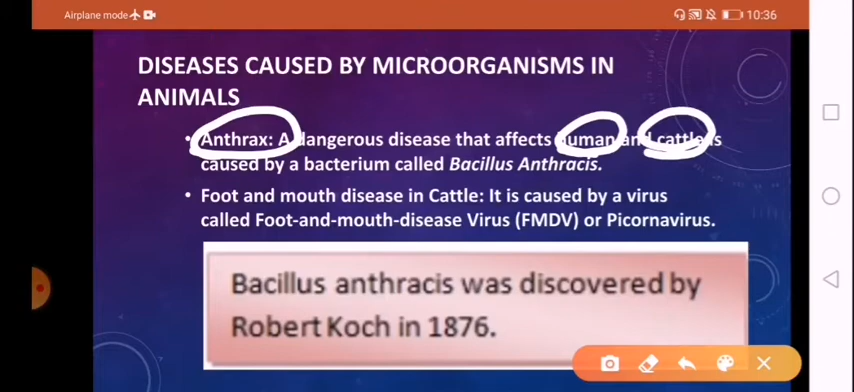 Airplane mode
10:36
DISEASES CAUSED BY MICROORGANISMS IN
ANIMALS
• Anthrax: A dangerous disease that affects human and cattle is
caused by a bacterium called Bacillus Anthracis.
• Foot and mouth disease in Cattle: It is caused by a virus
called Foot-and-mouth-disease Virus (FMDV) or Picornavirus.
Bacillus anthracis was discovered by
Robert Koch in 1876.